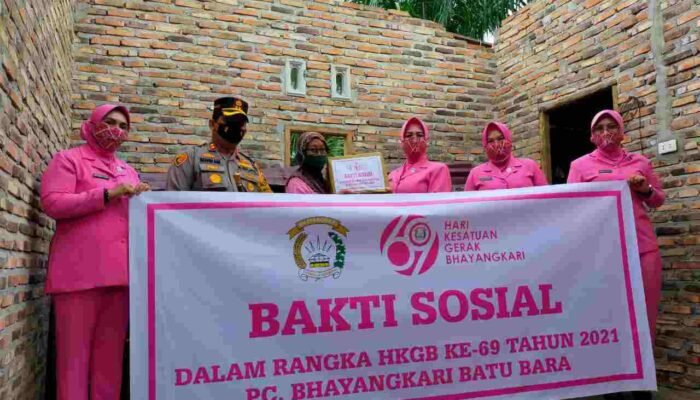 BAKTI SOSIAL
BHAYANGKARI
69
HARI
KESATUAN
GERAK
BHAYANGKARI
BAKTI SOSIAL
DALAM RANGKA HKGB KE-69 TAHUN 2021
PC. BHAYANGKARI BATU BARA